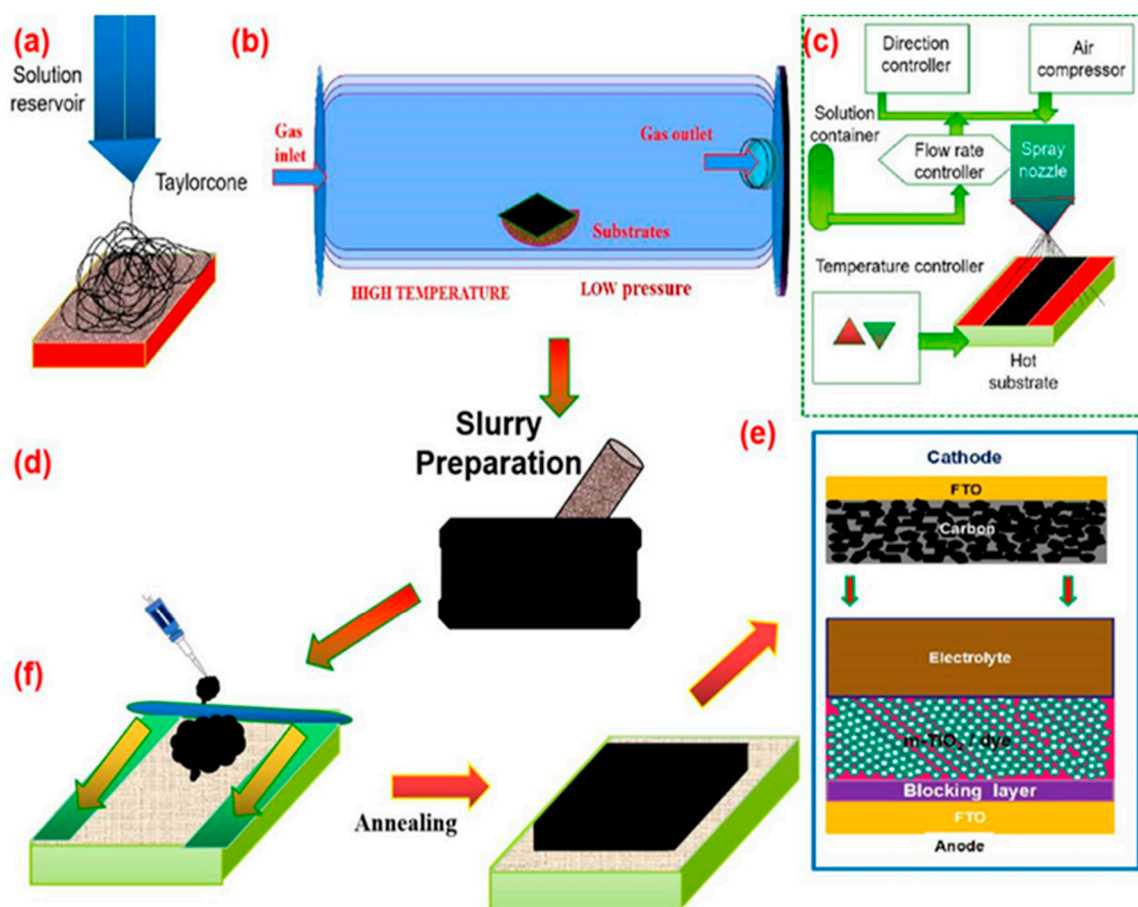 (a)
Solution
reservoir
Taylorcone
(b)
Gas
inlet
Gas outlet
Substrates
HIGH TEMPERATURE
LOW pressure
(c)
Direction
controller
Air
compressor
Solution
container
Flow rate
controller
Spray
nozzle
Temperature controller
Hot
substrate
(d)
Slurry
Preparation
(e)
Cathode
FTO
Carbon
Electrolyte
m-TiO₂ / dye
Blocking layer
FTO
Anode
(f)
Annealing